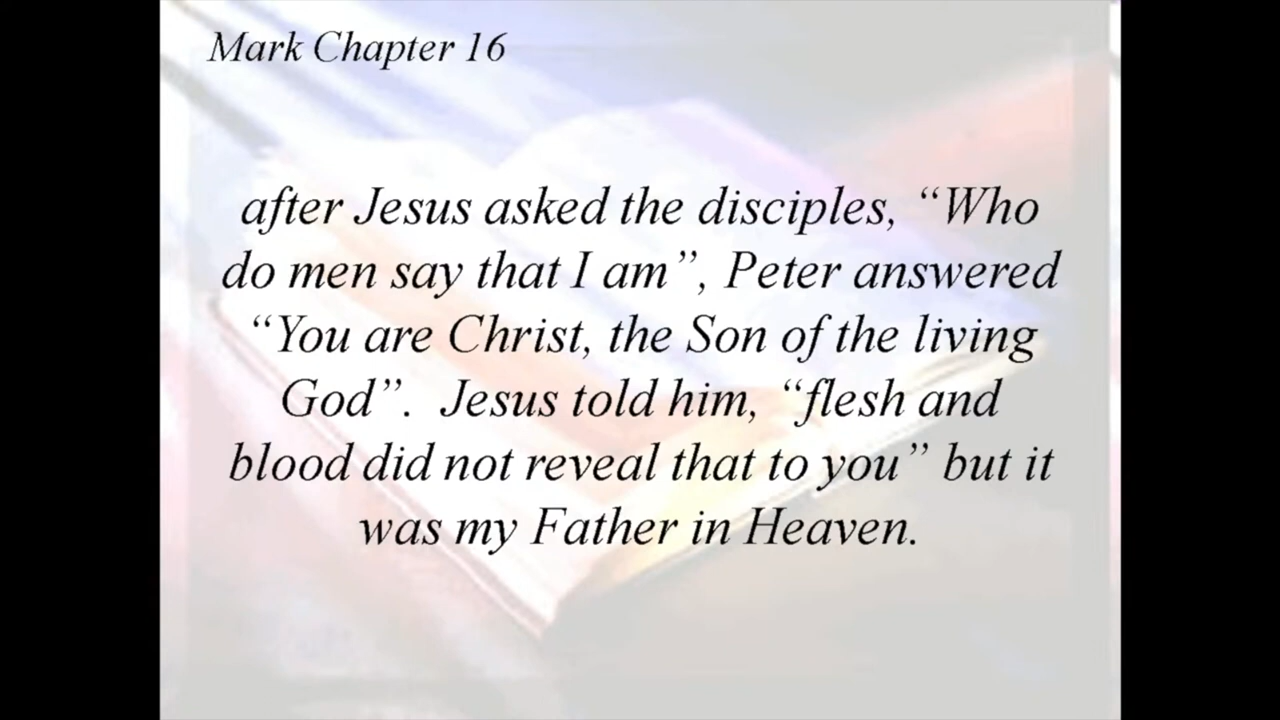 Mark Chapter 16
after Jesus asked the disciples, “Who
do men say that I am”, Peter answered
“You are Christ, the Son of the living
God”.  Jesus told him, “flesh and
blood did not reveal that to you” but it
was my Father in Heaven.